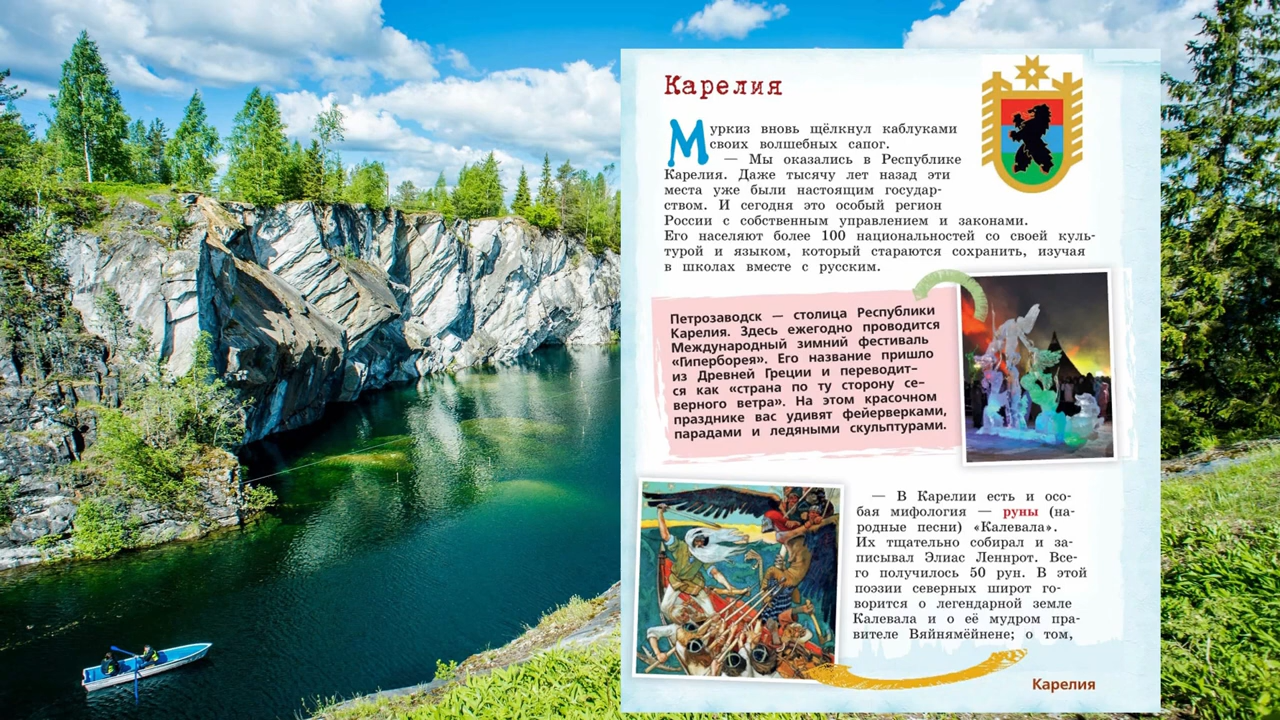 Карелия
Муркиз вновь щёлкнул каблуками
своих волшебных сапог.
— Мы оказались в Республике
Карелия. Даже тысячу лет назад эти
места уже были настоящим государ-
ством. И сегодня это особый регион
России с собственным управлением и законами.
Его населяют более 100 национальностей со своей куль-
турой и языком, который стараются сохранить, изучая
в школах вместе с русским.
Петрозаводск — столица Республики
Карелия. Здесь ежегодно проводится
Международный зимний фестиваль
«Гиперборея». Его название пришло
из Древней Греции и переводит-
ся как «страна по ту сторону се-
верного ветра». На этом красочном
празднике вас удивят фейерверками,
парадами и ледяными скульптурами.
— В Карелии есть и осо-
бая мифология — руны (на-
родные песни) «Калевала».
Их тщательно собирал и за-
писывал Элиас Леннрот. Все-
го получилось 50 рун. В этой
поэзии северных широт го-
ворится о легендарной земле
Калевала и о её мудром пра-
вителе Вяйнямёйнене; о том,
Карелия